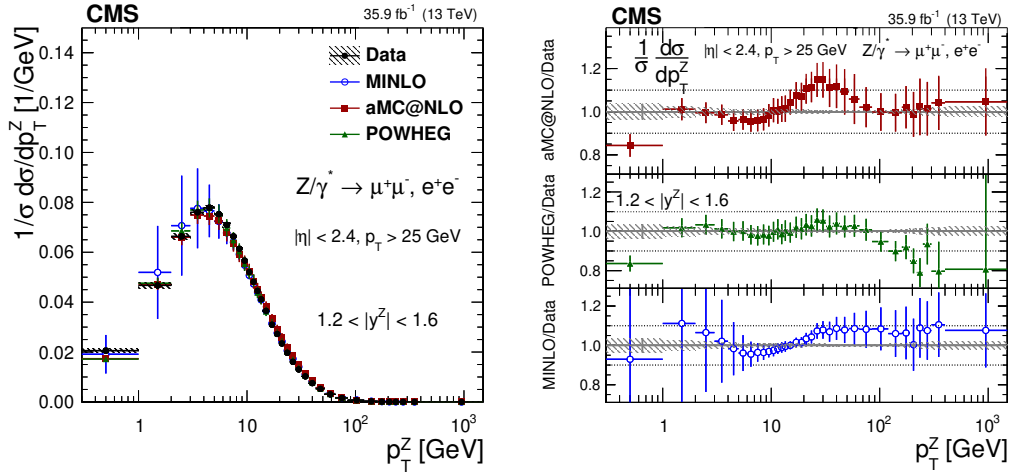 CMS
35.9 fb⁻¹ (13 TeV)
1/σ dσ/dp_T^Z [1/GeV]
0.14
0.12
0.10
0.08
0.06
0.04
0.02
0.00
Data
MINLO
aMC@NLO
POWHEG
Z/γ* → μ⁺μ⁻, e⁺e⁻
|η| < 2.4, p_T > 25 GeV
1.2 < |y^Z| < 1.6
1 10 10² 10³
p_T^Z [GeV]
CMS
35.9 fb⁻¹ (13 TeV)
1/σ dσ/dp_T^Z
|η| < 2.4, p_T > 25 GeV Z/γ* → μ⁺μ⁻, e⁺e⁻
aMC@NLO/Data
1.2
1.0
0.8
1.2 < |y^Z| < 1.6
POWHEG/Data
1.2
1.0
0.8
MINLO/Data
1.2
1.0
0.8
1 10 10² 10³
p_T^Z [GeV]